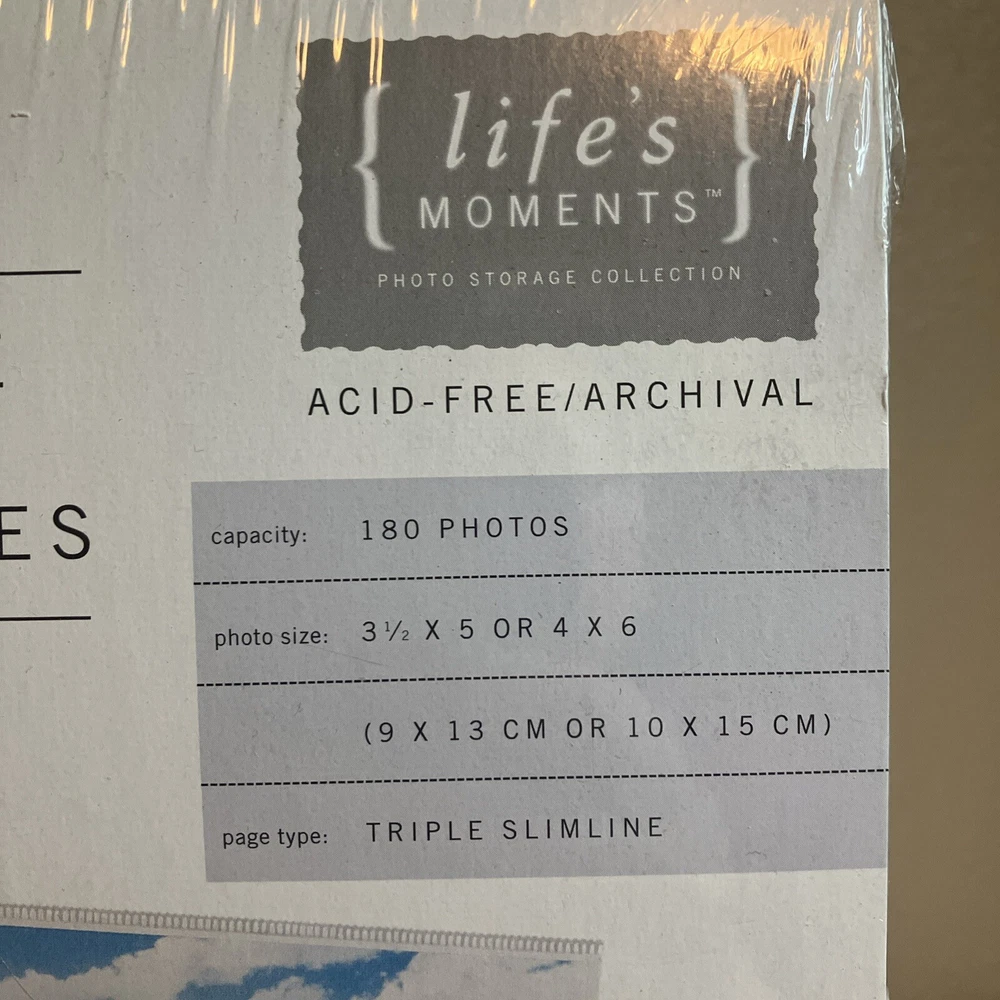 { life's
MOMENTS™ }
PHOTO STORAGE COLLECTION
ACID-FREE/ARCHIVAL
ES
capacity: 180 PHOTOS
photo size: 3½ X 5 OR 4 X 6
(9 X 13 CM OR 10 X 15 CM)
page type: TRIPLE SLIMLINE